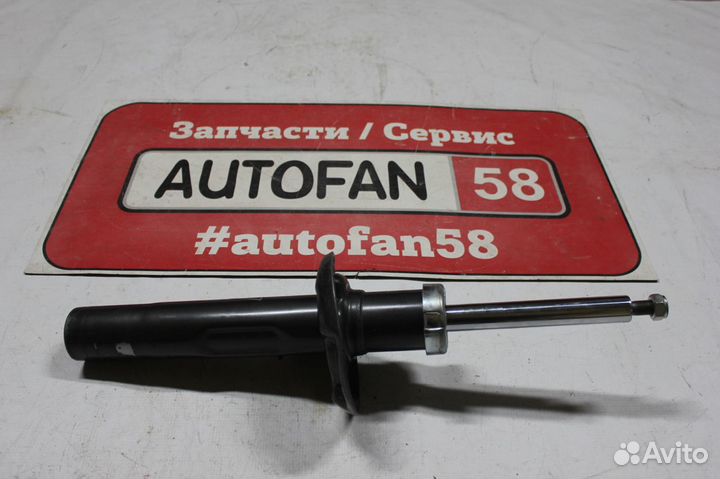 Запчасти / Сервис
AUTOFAN 58
#autofan58
Avito